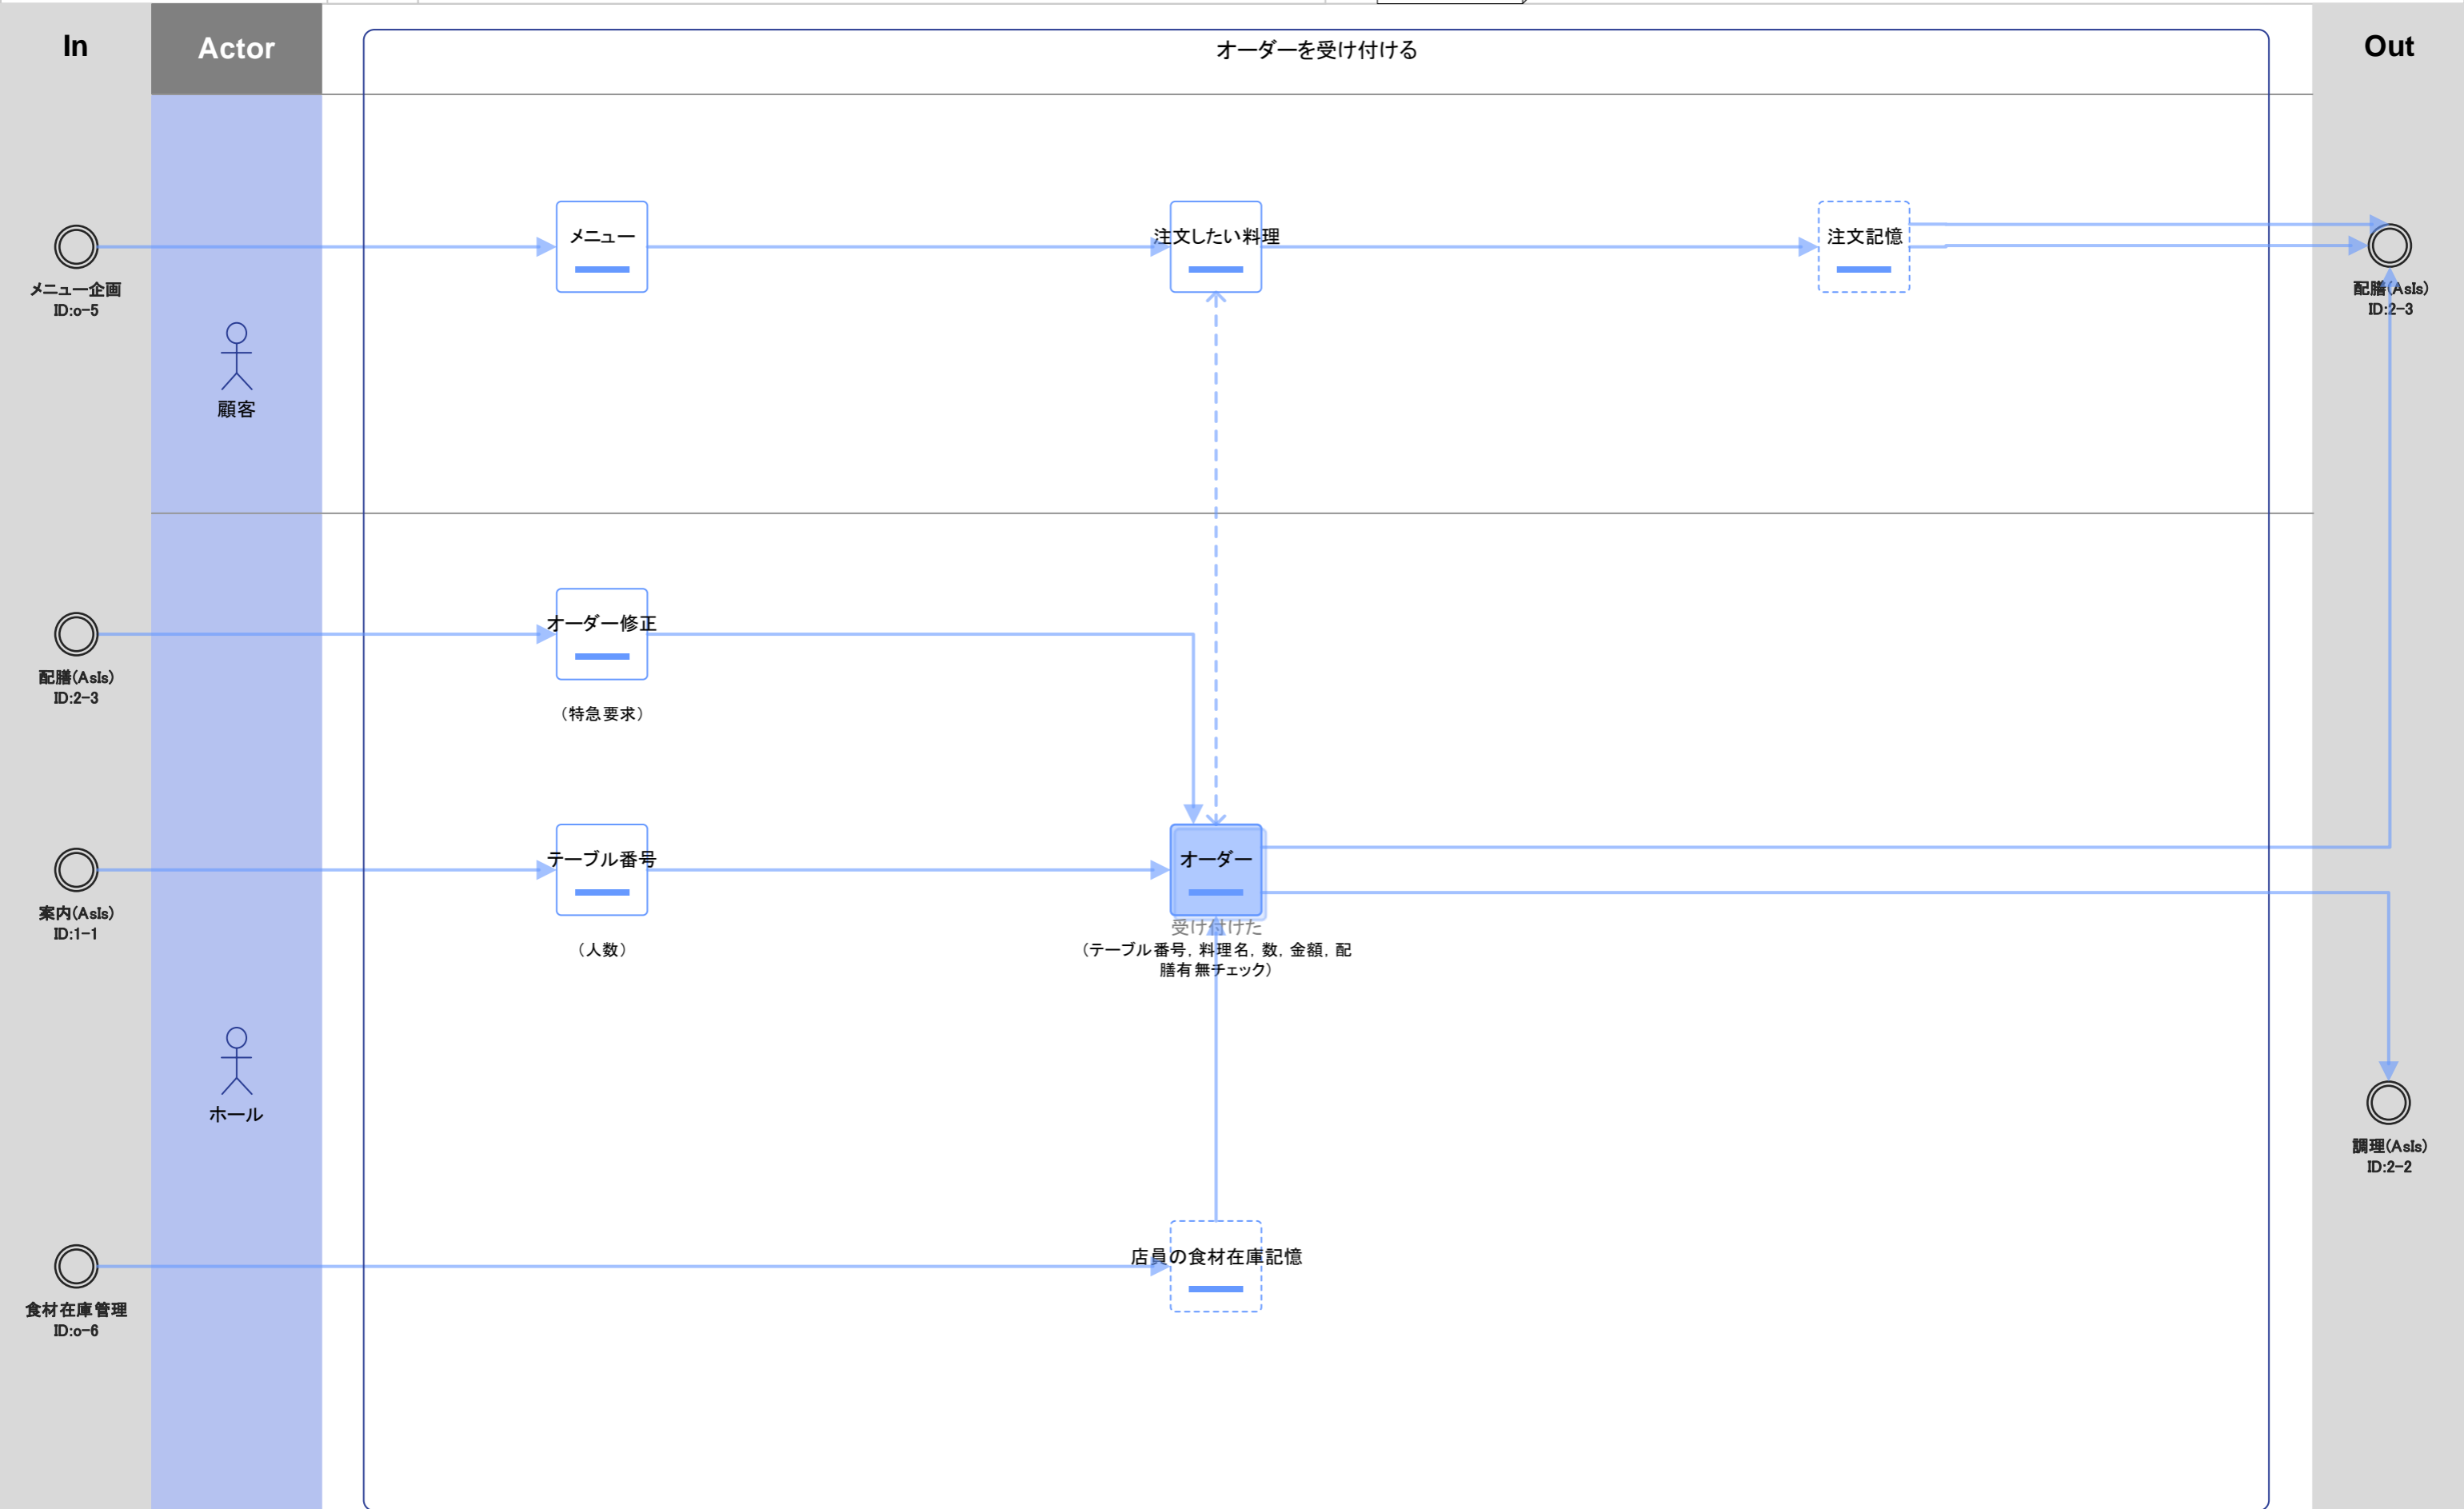 In
Actor
オーダーを受け付ける
Out
メニュー
注文したい料理
注文記憶
メニュー企画
ID:o-5
配膳(AsIs)
ID:2-3
顧客
オーダー修正
(特急要求)
配膳(AsIs)
ID:2-3
テーブル番号
(人数)
オーダー
受け付けた
(テーブル番号, 料理名, 数, 金額, 配
膳有無チェック)
案内(AsIs)
ID:1-1
ホール
調理(AsIs)
ID:2-2
店員の食材在庫記憶
食材在庫管理
ID:o-6